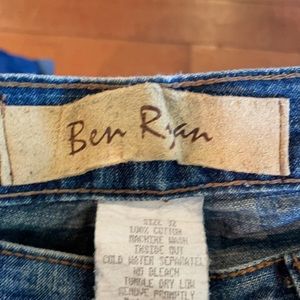 Ben Ryan
SIZE 32
100% COTTON
MACHINE WASH
INSIDE OUT
COLD WATER SEPARATELY
NO BLEACH
TUMBLE DRY LOW
REMOVE PROMPTLY